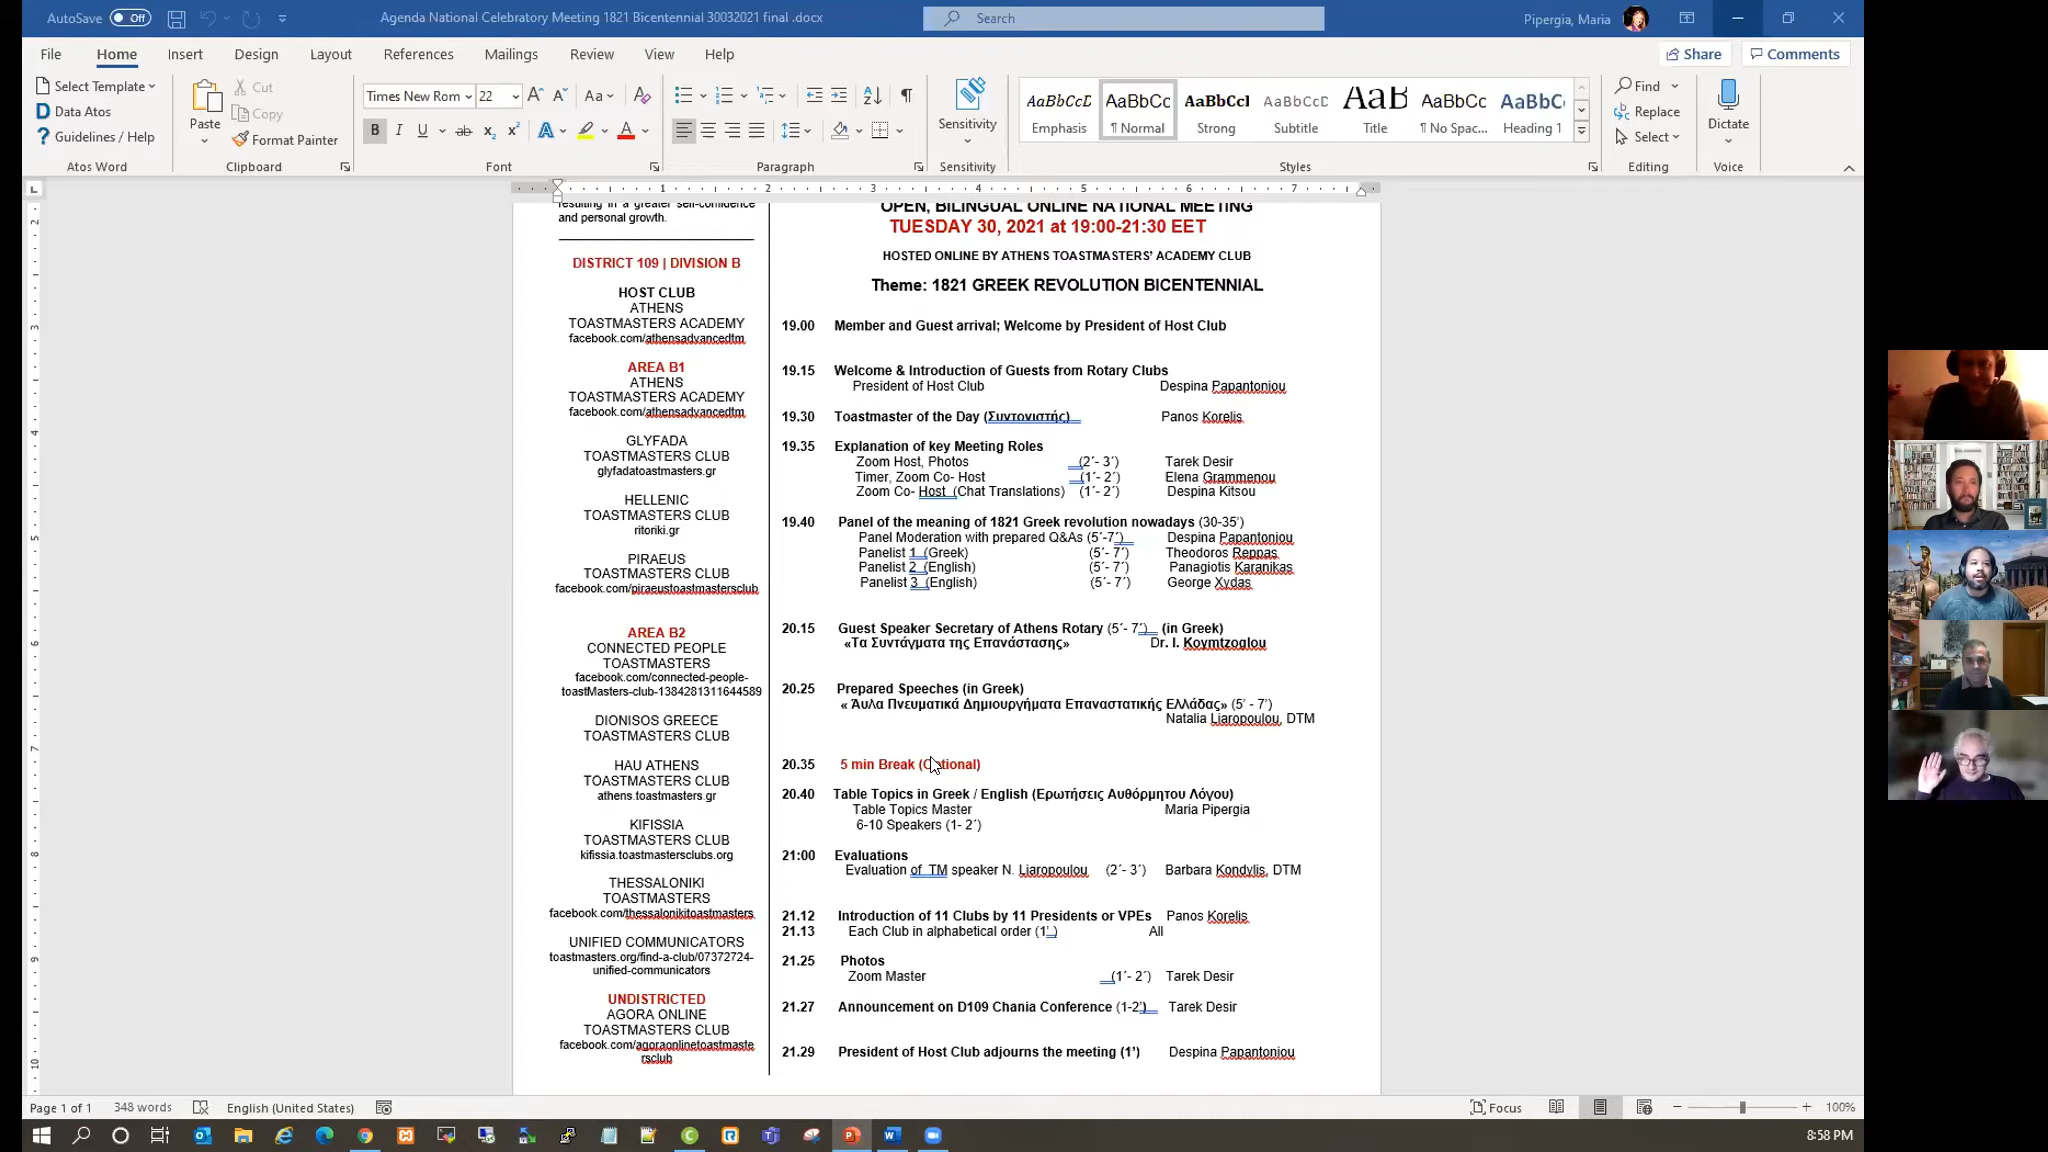 AutoSave Off
Agenda National Celebratory Meeting 1821 Bicentennial 30032021 final .docx
Search
Pipergia, Maria
File Home Insert Design Layout References Mailings Review View Help
Share Comments
Select Template
Data Atos
Guidelines / Help
Atos Word
Paste
Cut
Copy
Format Painter
Clipboard
Times New Rom 22
Font
Paragraph
Sensitivity
Sensitivity
AaBbCcD AaBbCc AaBbCcl AaBbCcD AaB AaBbCc AaBbC
Emphasis ¶ Normal Strong Subtitle Title ¶ No Spac... Heading 1
Styles
Find
Replace
Select
Editing
Dictate
Voice
1 2 3 4 5 6 7
resulting in a greater self-confidence
and personal growth.
DISTRICT 109 | DIVISION B
HOST CLUB
ATHENS
TOASTMASTERS ACADEMY
facebook.com/athensadvancedtm
AREA B1
ATHENS
TOASTMASTERS ACADEMY
facebook.com/athensadvancedtm
GLYFADA
TOASTMASTERS CLUB
glyfadatoastmasters.gr
HELLENIC
TOASTMASTERS CLUB
ritoriki.gr
PIRAEUS
TOASTMASTERS CLUB
facebook.com/piraeustoastmastersclub
AREA B2
CONNECTED PEOPLE
TOASTMASTERS
facebook.com/connected-people-
toastMasters-club-1384281311644589
DIONISOS GREECE
TOASTMASTERS CLUB
HAU ATHENS
TOASTMASTERS CLUB
athens.toastmasters.gr
KIFISSIA
TOASTMASTERS CLUB
kifissia.toastmastersclubs.org
THESSALONIKI
TOASTMASTERS
facebook.com/thessalonikitoastmasters
UNIFIED COMMUNICATORS
toastmasters.org/find-a-club/07372724-
unified-communicators
UNDISTRICTED
AGORA ONLINE
TOASTMASTERS CLUB
facebook.com/agoraonlinetoastmaste
rsclub
OPEN, BILINGUAL ONLINE NATIONAL MEETING
TUESDAY 30, 2021 at 19:00-21:30 EET
HOSTED ONLINE BY ATHENS TOASTMASTERS' ACADEMY CLUB
Theme: 1821 GREEK REVOLUTION BICENTENNIAL
19.00 Member and Guest arrival; Welcome by President of Host Club
19.15 Welcome & Introduction of Guests from Rotary Clubs
President of Host Club Despina Papantoniou
19.30 Toastmaster of the Day (Συντονιστής) Panos Korelis
19.35 Explanation of key Meeting Roles
Zoom Host, Photos (2΄- 3΄) Tarek Desir
Timer, Zoom Co- Host (1΄- 2΄) Elena Grammenou
Zoom Co- Host (Chat Translations) (1΄- 2΄) Despina Kitsou
19.40 Panel of the meaning of 1821 Greek revolution nowadays (30-35')
Panel Moderation with prepared Q&As (5΄-7΄) Despina Papantoniou
Panelist 1 (Greek) (5΄- 7΄) Theodoros Reppas
Panelist 2 (English) (5΄- 7΄) Panagiotis Karanikas
Panelist 3 (English) (5΄- 7΄) George Xydas
20.15 Guest Speaker Secretary of Athens Rotary (5΄- 7΄) (in Greek)
«Τα Συντάγματα της Επανάστασης» Dr. I. Koymtzoglou
20.25 Prepared Speeches (in Greek)
« Άυλα Πνευματικά Δημιουργήματα Επαναστατικής Ελλάδας» (5' - 7')
Natalia Liaropoulou, DTM
20.35 5 min Break (Optional)
20.40 Table Topics in Greek / English (Ερωτήσεις Αυθόρμητου Λόγου)
Table Topics Master Maria Pipergia
6-10 Speakers (1- 2΄)
21:00 Evaluations
Evaluation of TM speaker N. Liaropoulou (2΄- 3΄) Barbara Kondylis, DTM
21.12 Introduction of 11 Clubs by 11 Presidents or VPEs Panos Korelis
21.13 Each Club in alphabetical order (1') All
21.25 Photos
Zoom Master (1΄- 2΄) Tarek Desir
21.27 Announcement on D109 Chania Conference (1-2') Tarek Desir
21.29 President of Host Club adjourns the meeting (1') Despina Papantoniou
Page 1 of 1 348 words English (United States) Focus 100%
8:58 PM